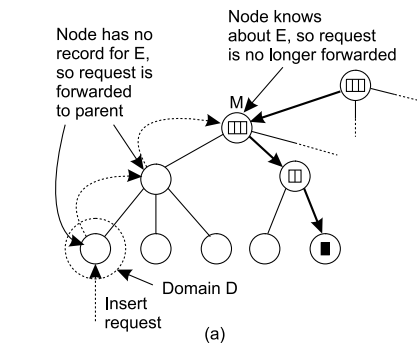 Node has no
record for E,
so request is
forwarded
to parent
Node knows
about E, so request
is no longer forwarded
M
Domain D
Insert
request
(a)